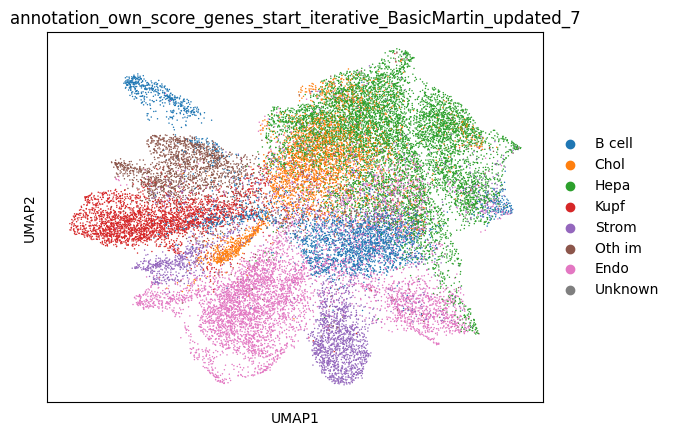 annotation_own_score_genes_start_iterative_BasicMartin_updated_7
B cell
Chol
Hepa
Kupf
Strom
Oth im
Endo
Unknown
UMAP2
UMAP1